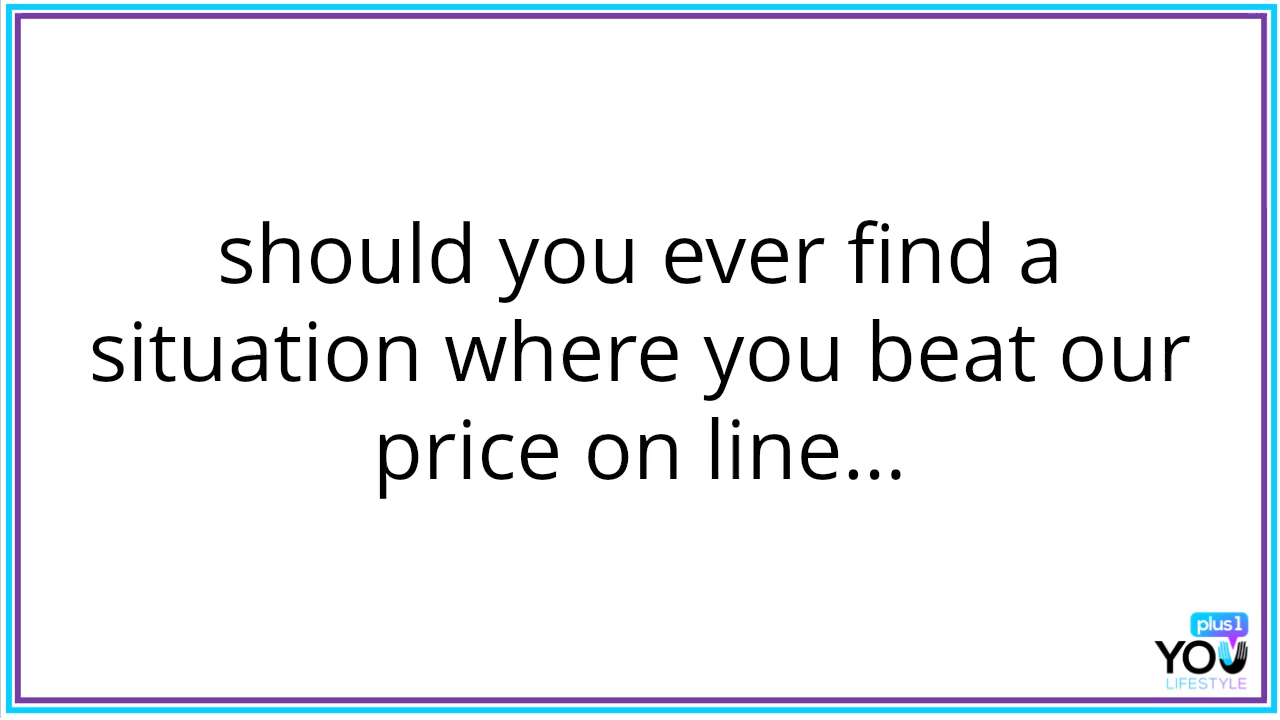 should you ever find a
situation where you beat our
price on line...
plus1
YOU
LIFESTYLE